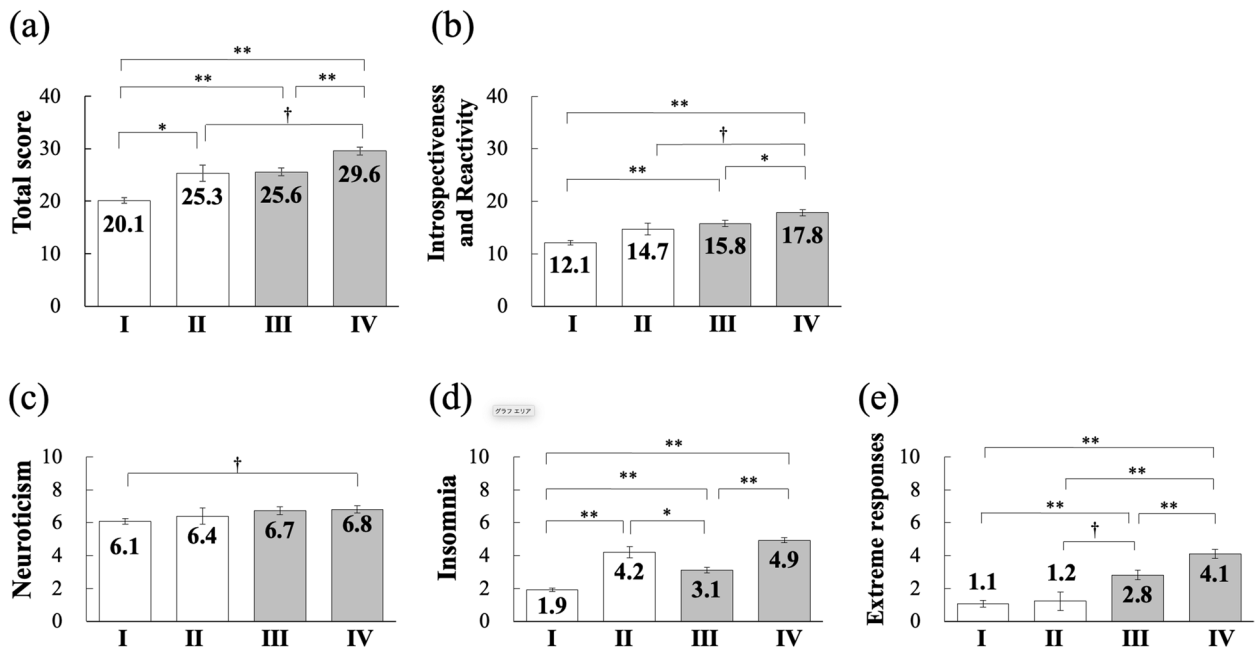 (a)
**
**
**
†
*
Total score
40
30
20
10
0
20.1
25.3
25.6
29.6
I
II
III
IV
(b)
**
†
*
**
Introspectiveness
and Reactivity
40
30
20
10
0
12.1
14.7
15.8
17.8
I
II
III
IV
(c)
†
Neuroticism
10
8
6
4
2
0
6.1
6.4
6.7
6.8
I
II
III
IV
(d)
グラフ エリア
**
**
**
**
*
Insomnia
10
8
6
4
2
0
1.9
4.2
3.1
4.9
I
II
III
IV
(e)
**
**
**
**
†
Extreme responses
10
8
6
4
2
0
1.1
1.2
2.8
4.1
I
II
III
IV